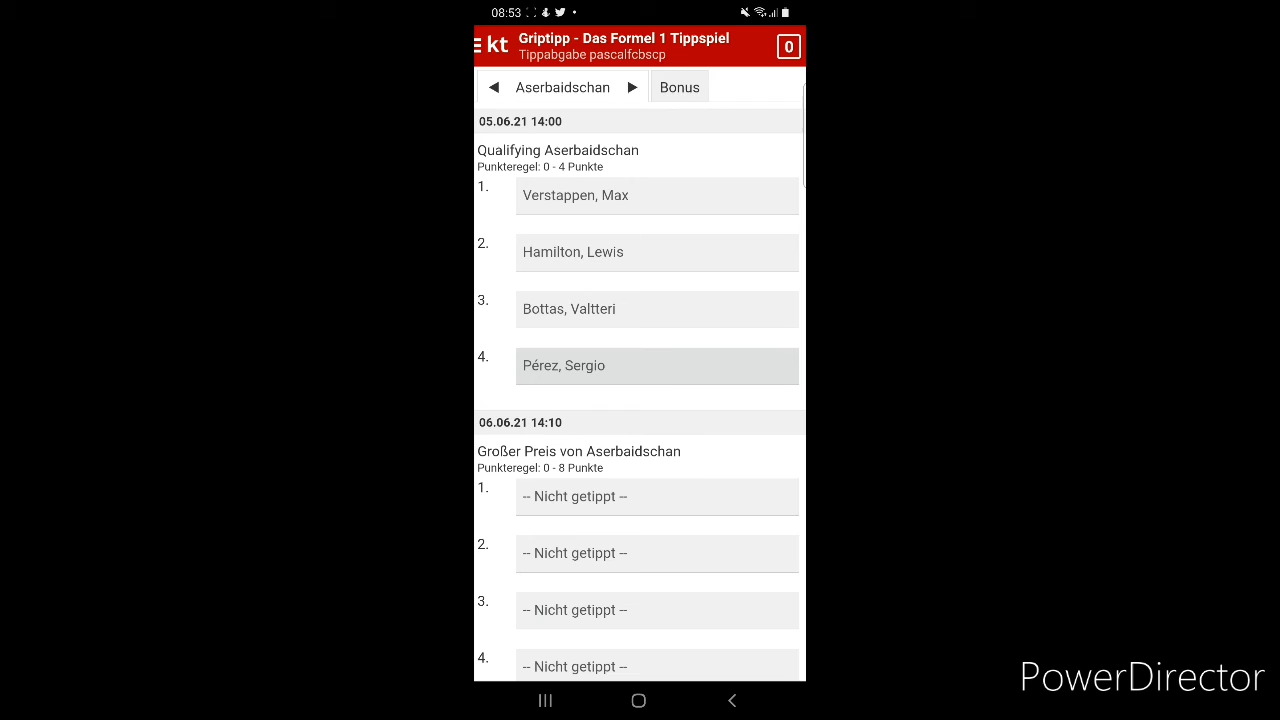 08:53
kt Griptipp - Das Formel 1 Tippspiel 0
Tippabgabe pascalfcbscp
◀ Aserbaidschan ▶ Bonus
05.06.21 14:00
Qualifying Aserbaidschan
Punkteregel: 0 - 4 Punkte
1. Verstappen, Max
2. Hamilton, Lewis
3. Bottas, Valtteri
4. Pérez, Sergio
06.06.21 14:10
Großer Preis von Aserbaidschan
Punkteregel: 0 - 8 Punkte
1. -- Nicht getippt --
2. -- Nicht getippt --
3. -- Nicht getippt --
4. -- Nicht getippt --
PowerDirector